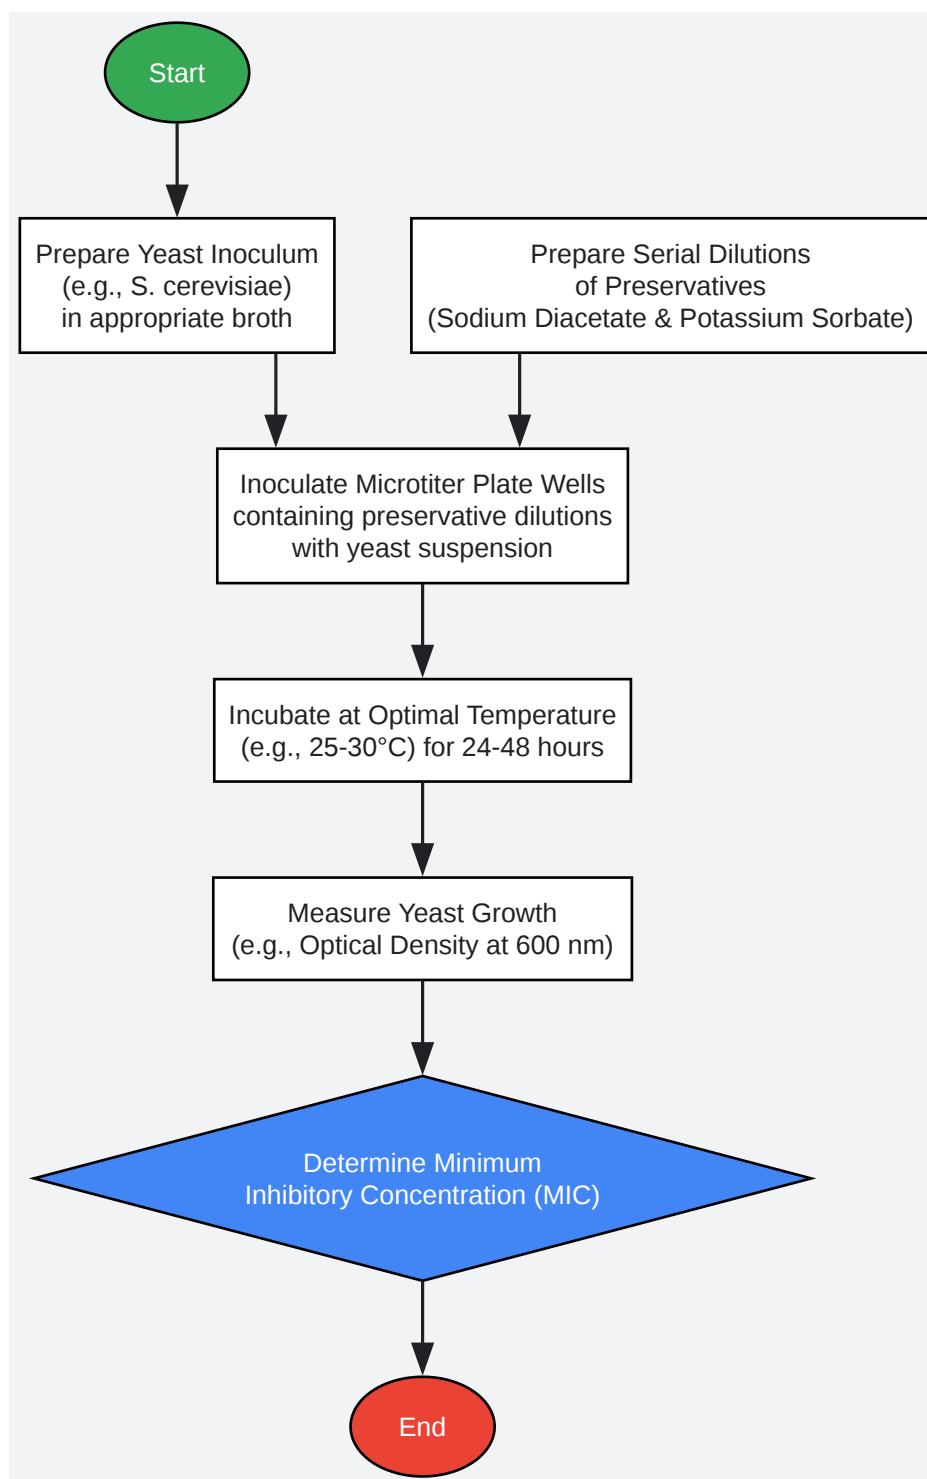 Start
Prepare Yeast Inoculum
(e.g., S. cerevisiae)
in appropriate broth
Prepare Serial Dilutions
of Preservatives
(Sodium Diacetate & Potassium Sorbate)
Inoculate Microtiter Plate Wells
containing preservative dilutions
with yeast suspension
Incubate at Optimal Temperature
(e.g., 25-30°C) for 24-48 hours
Measure Yeast Growth
(e.g., Optical Density at 600 nm)
Determine Minimum
Inhibitory Concentration (MIC)
End